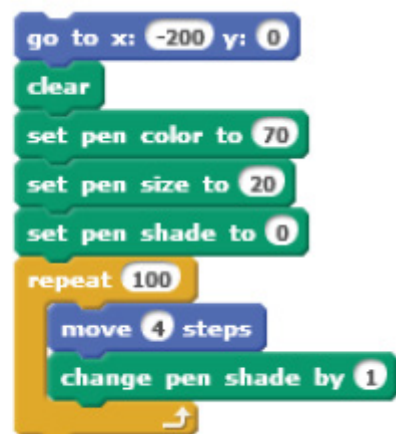 go to x: -200 y: 0
clear
set pen color to 70
set pen size to 20
set pen shade to 0
repeat 100
move 4 steps
change pen shade by 1